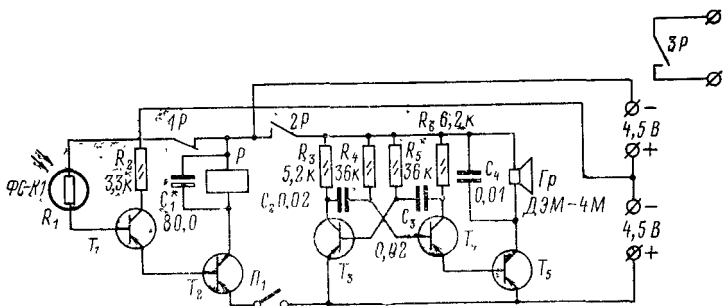 3Р
−
4,5 В
+
−
4,5 В
+
1Р
2Р
Р
R₂
3,3к
C₁*
80,0
ФС-К1
R₁
R₃
5,2к
R₄
36к
R₅*
36к
R₆ 6,2к
C₂ 0,02
C₃
0,02
C₄
0,01
Гр
ДЭМ-4М
T₁
T₂
П₁
T₃
T₄
T₅